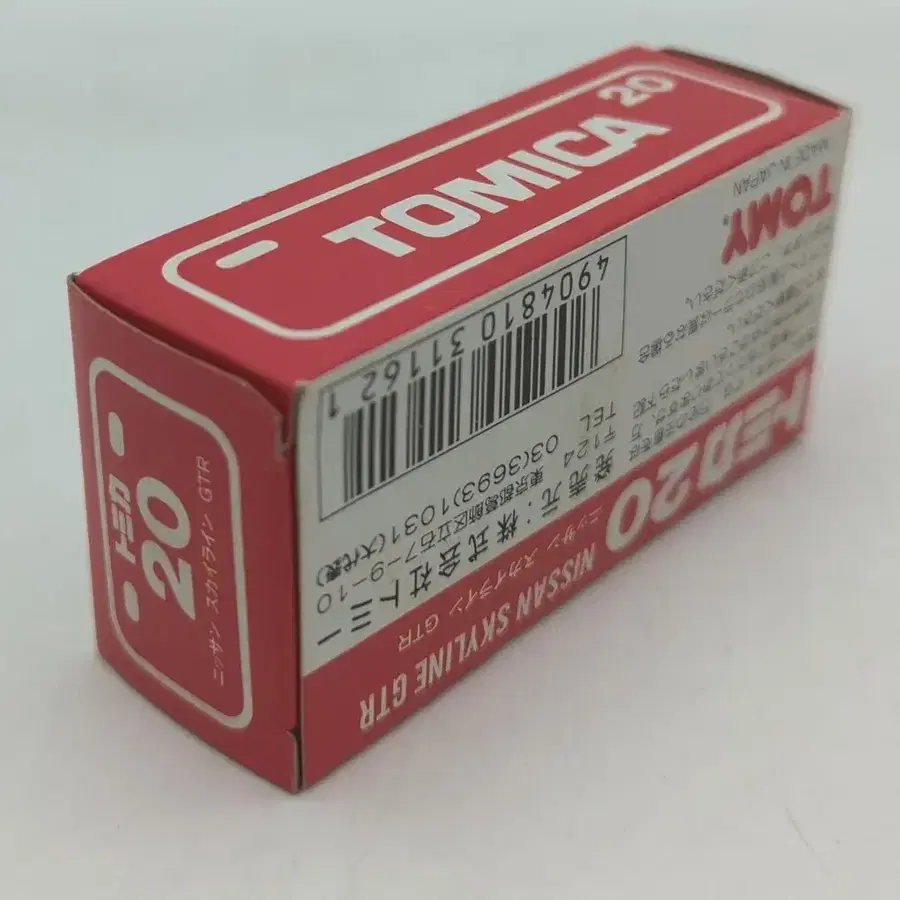 TOMICA 20
トミカ
20
ニッサン スカイライン GTR
トミカ20 NISSAN SKYLINE GTR
ニッサン スカイライン GTR
発売元:株式会社トミー
〒124 東京都葛飾区立石7-9-10
TEL 03(3693)1031(大代表)
4904810 311621
TOMY®
MADE IN JAPAN